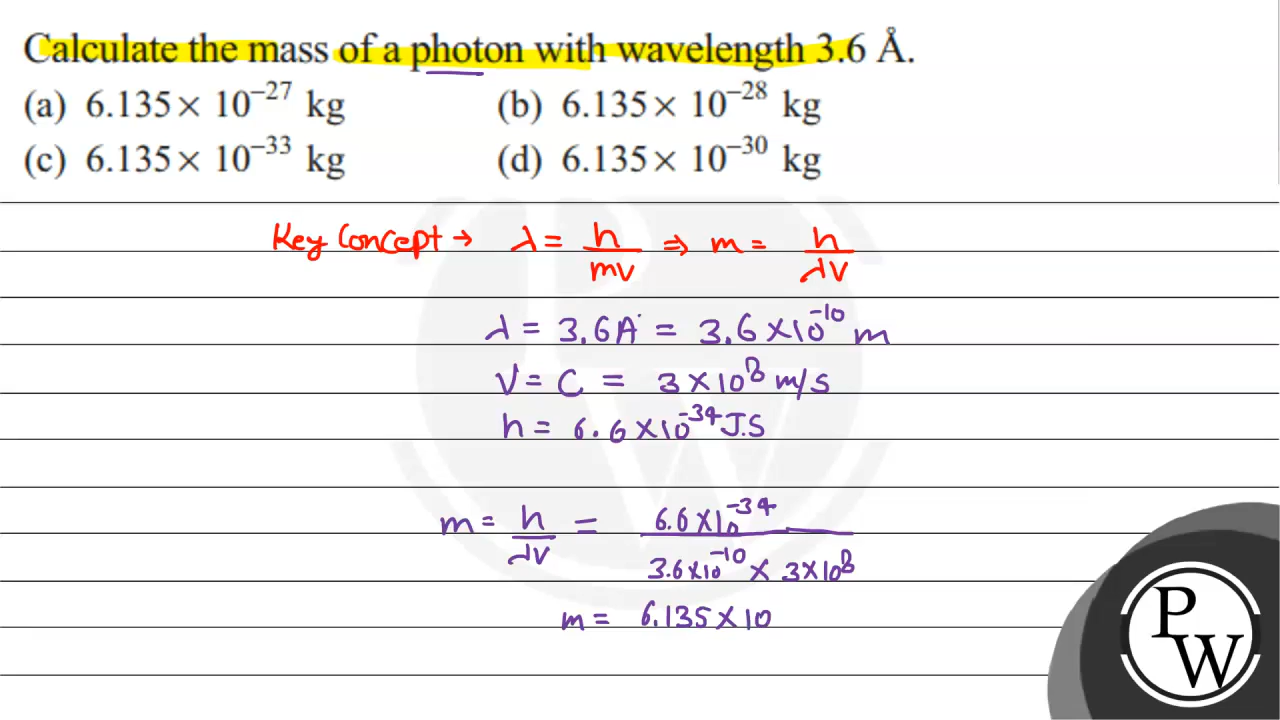 Calculate the mass of a photon with wavelength 3.6 Å.
(a) 6.135 × 10⁻²⁷ kg (b) 6.135 × 10⁻²⁸ kg
(c) 6.135 × 10⁻³³ kg (d) 6.135 × 10⁻³⁰ kg
Key Concept → λ = h/mv ⇒ m = h/λv
λ = 3.6A° = 3.6 × 10⁻¹⁰ m
V = C = 3 × 10⁸ m/s
h = 6.6 × 10⁻³⁴ J.S
m = h/λv = 6.6 × 10⁻³⁴ / 3.6 × 10⁻¹⁰ × 3 × 10⁸
m = 6.135 × 10
P
W